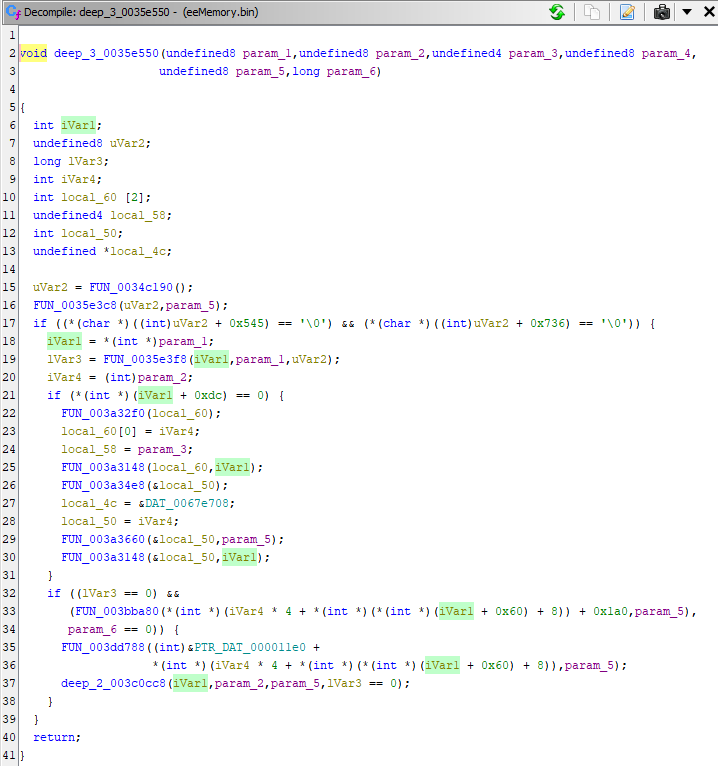 Decompile: deep_3_0035e550 - (eeMemory.bin)
1
2 void deep_3_0035e550(undefined8 param_1,undefined8 param_2,undefined4 param_3,undefined8 param_4,
3 undefined8 param_5,long param_6)
4
5 {
6 int iVar1;
7 undefined8 uVar2;
8 long lVar3;
9 int iVar4;
10 int local_60 [2];
11 undefined4 local_58;
12 int local_50;
13 undefined *local_4c;
14
15 uVar2 = FUN_0034c190();
16 FUN_0035e3c8(uVar2,param_5);
17 if ((*(char *)((int)uVar2 + 0x545) == '\0') && (*(char *)((int)uVar2 + 0x736) == '\0')) {
18 iVar1 = *(int *)param_1;
19 lVar3 = FUN_0035e3f8(iVar1,param_1,uVar2);
20 iVar4 = (int)param_2;
21 if (*(int *)(iVar1 + 0xdc) == 0) {
22 FUN_003a32f0(local_60);
23 local_60[0] = iVar4;
24 local_58 = param_3;
25 FUN_003a3148(local_60,iVar1);
26 FUN_003a34e8(&local_50);
27 local_4c = &DAT_0067e708;
28 local_50 = iVar4;
29 FUN_003a3660(&local_50,param_5);
30 FUN_003a3148(&local_50,iVar1);
31 }
32 if ((lVar3 == 0) &&
33 (FUN_003bba80(*(int *)(iVar4 * 4 + *(int *)(*(int *)(iVar1 + 0x60) + 8)) + 0x1a0,param_5),
34 param_6 == 0)) {
35 FUN_003dd788((int)&PTR_DAT_000011e0 +
36 *(int *)(iVar4 * 4 + *(int *)(*(int *)(iVar1 + 0x60) + 8)),param_5);
37 deep_2_003c0cc8(iVar1,param_2,param_5,lVar3 == 0);
38 }
39 }
40 return;
41 }